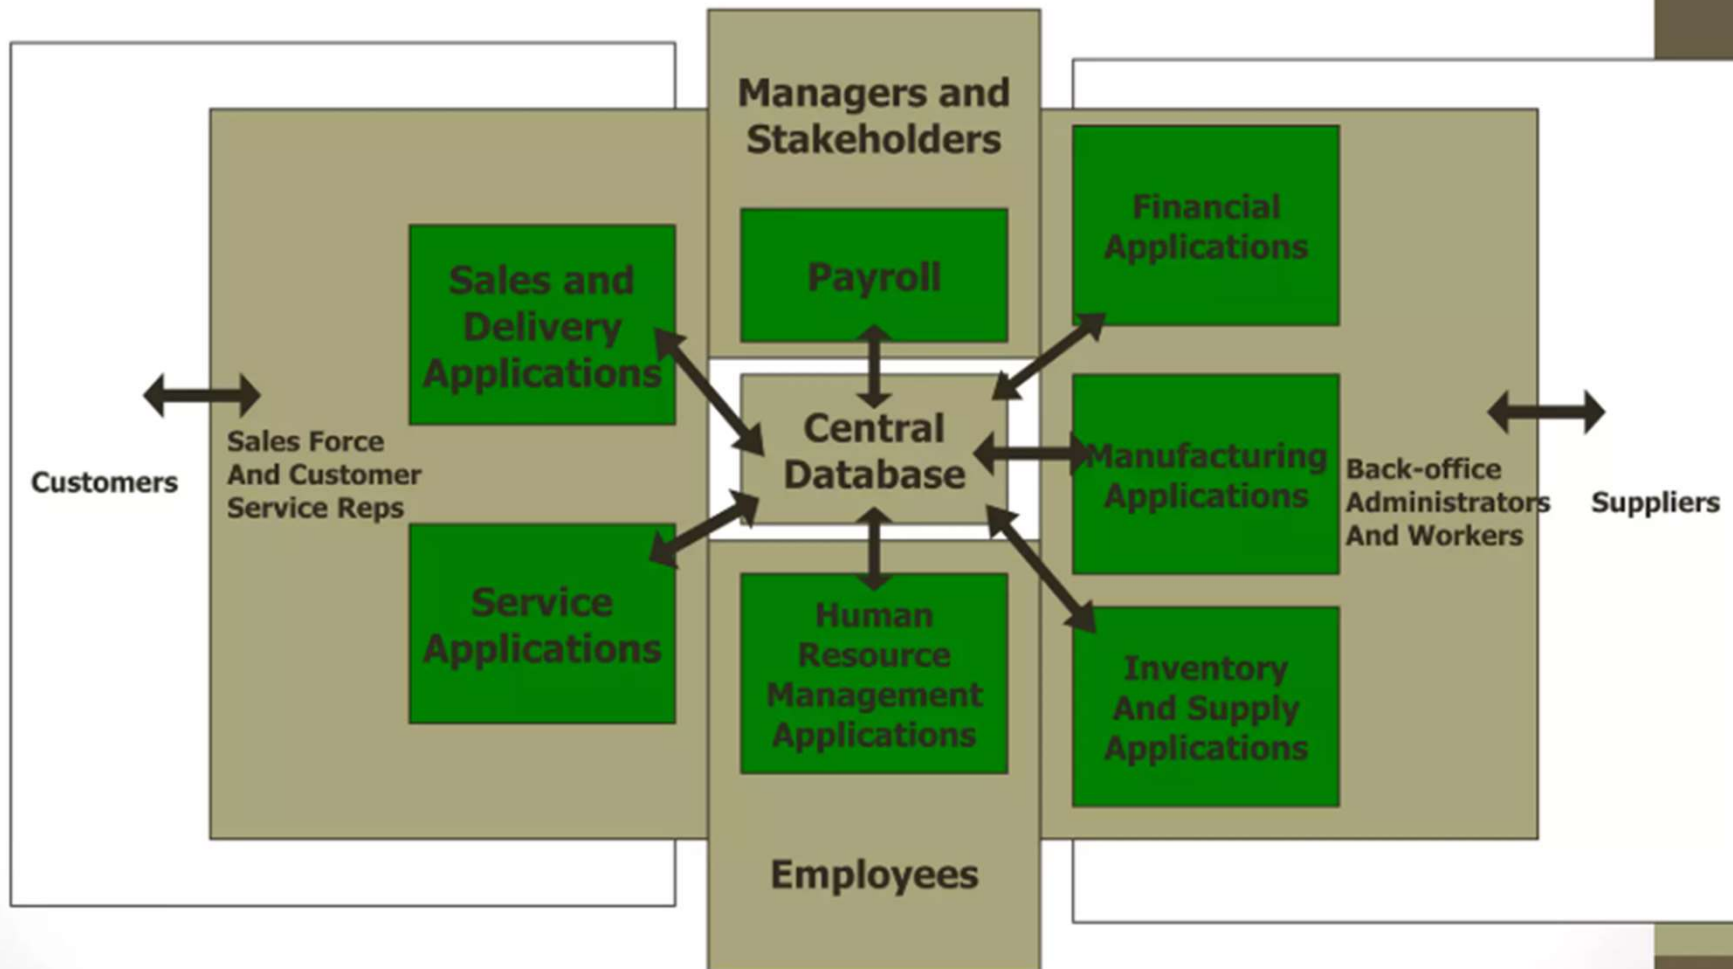 Managers and
Stakeholders
Payroll
Financial
Applications
Sales and
Delivery
Applications
Central
Database
Customers
Sales Force
And Customer
Service Reps
Manufacturing
Applications
Back-office
Administrators
And Workers
Suppliers
Service
Applications
Human
Resource
Management
Applications
Inventory
And Supply
Applications
Employees